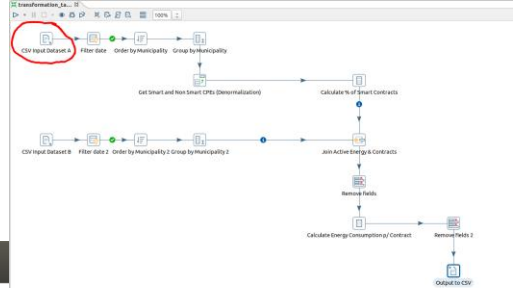 transformation_ta...
100%
CSV Input Dataset A
Filter date
Order by Municipality
Group by Municipality
Get Smart and Non Smart CPEs (Denormalization)
Calculate % of Smart Contracts
CSV Input Dataset B
Filter date 2
Order by Municipality 2
Group by Municipality 2
Join Active Energy & Contracts
Remove fields
Calculate Energy Consumption p/ Contract
Remove fields 2
Output to CSV